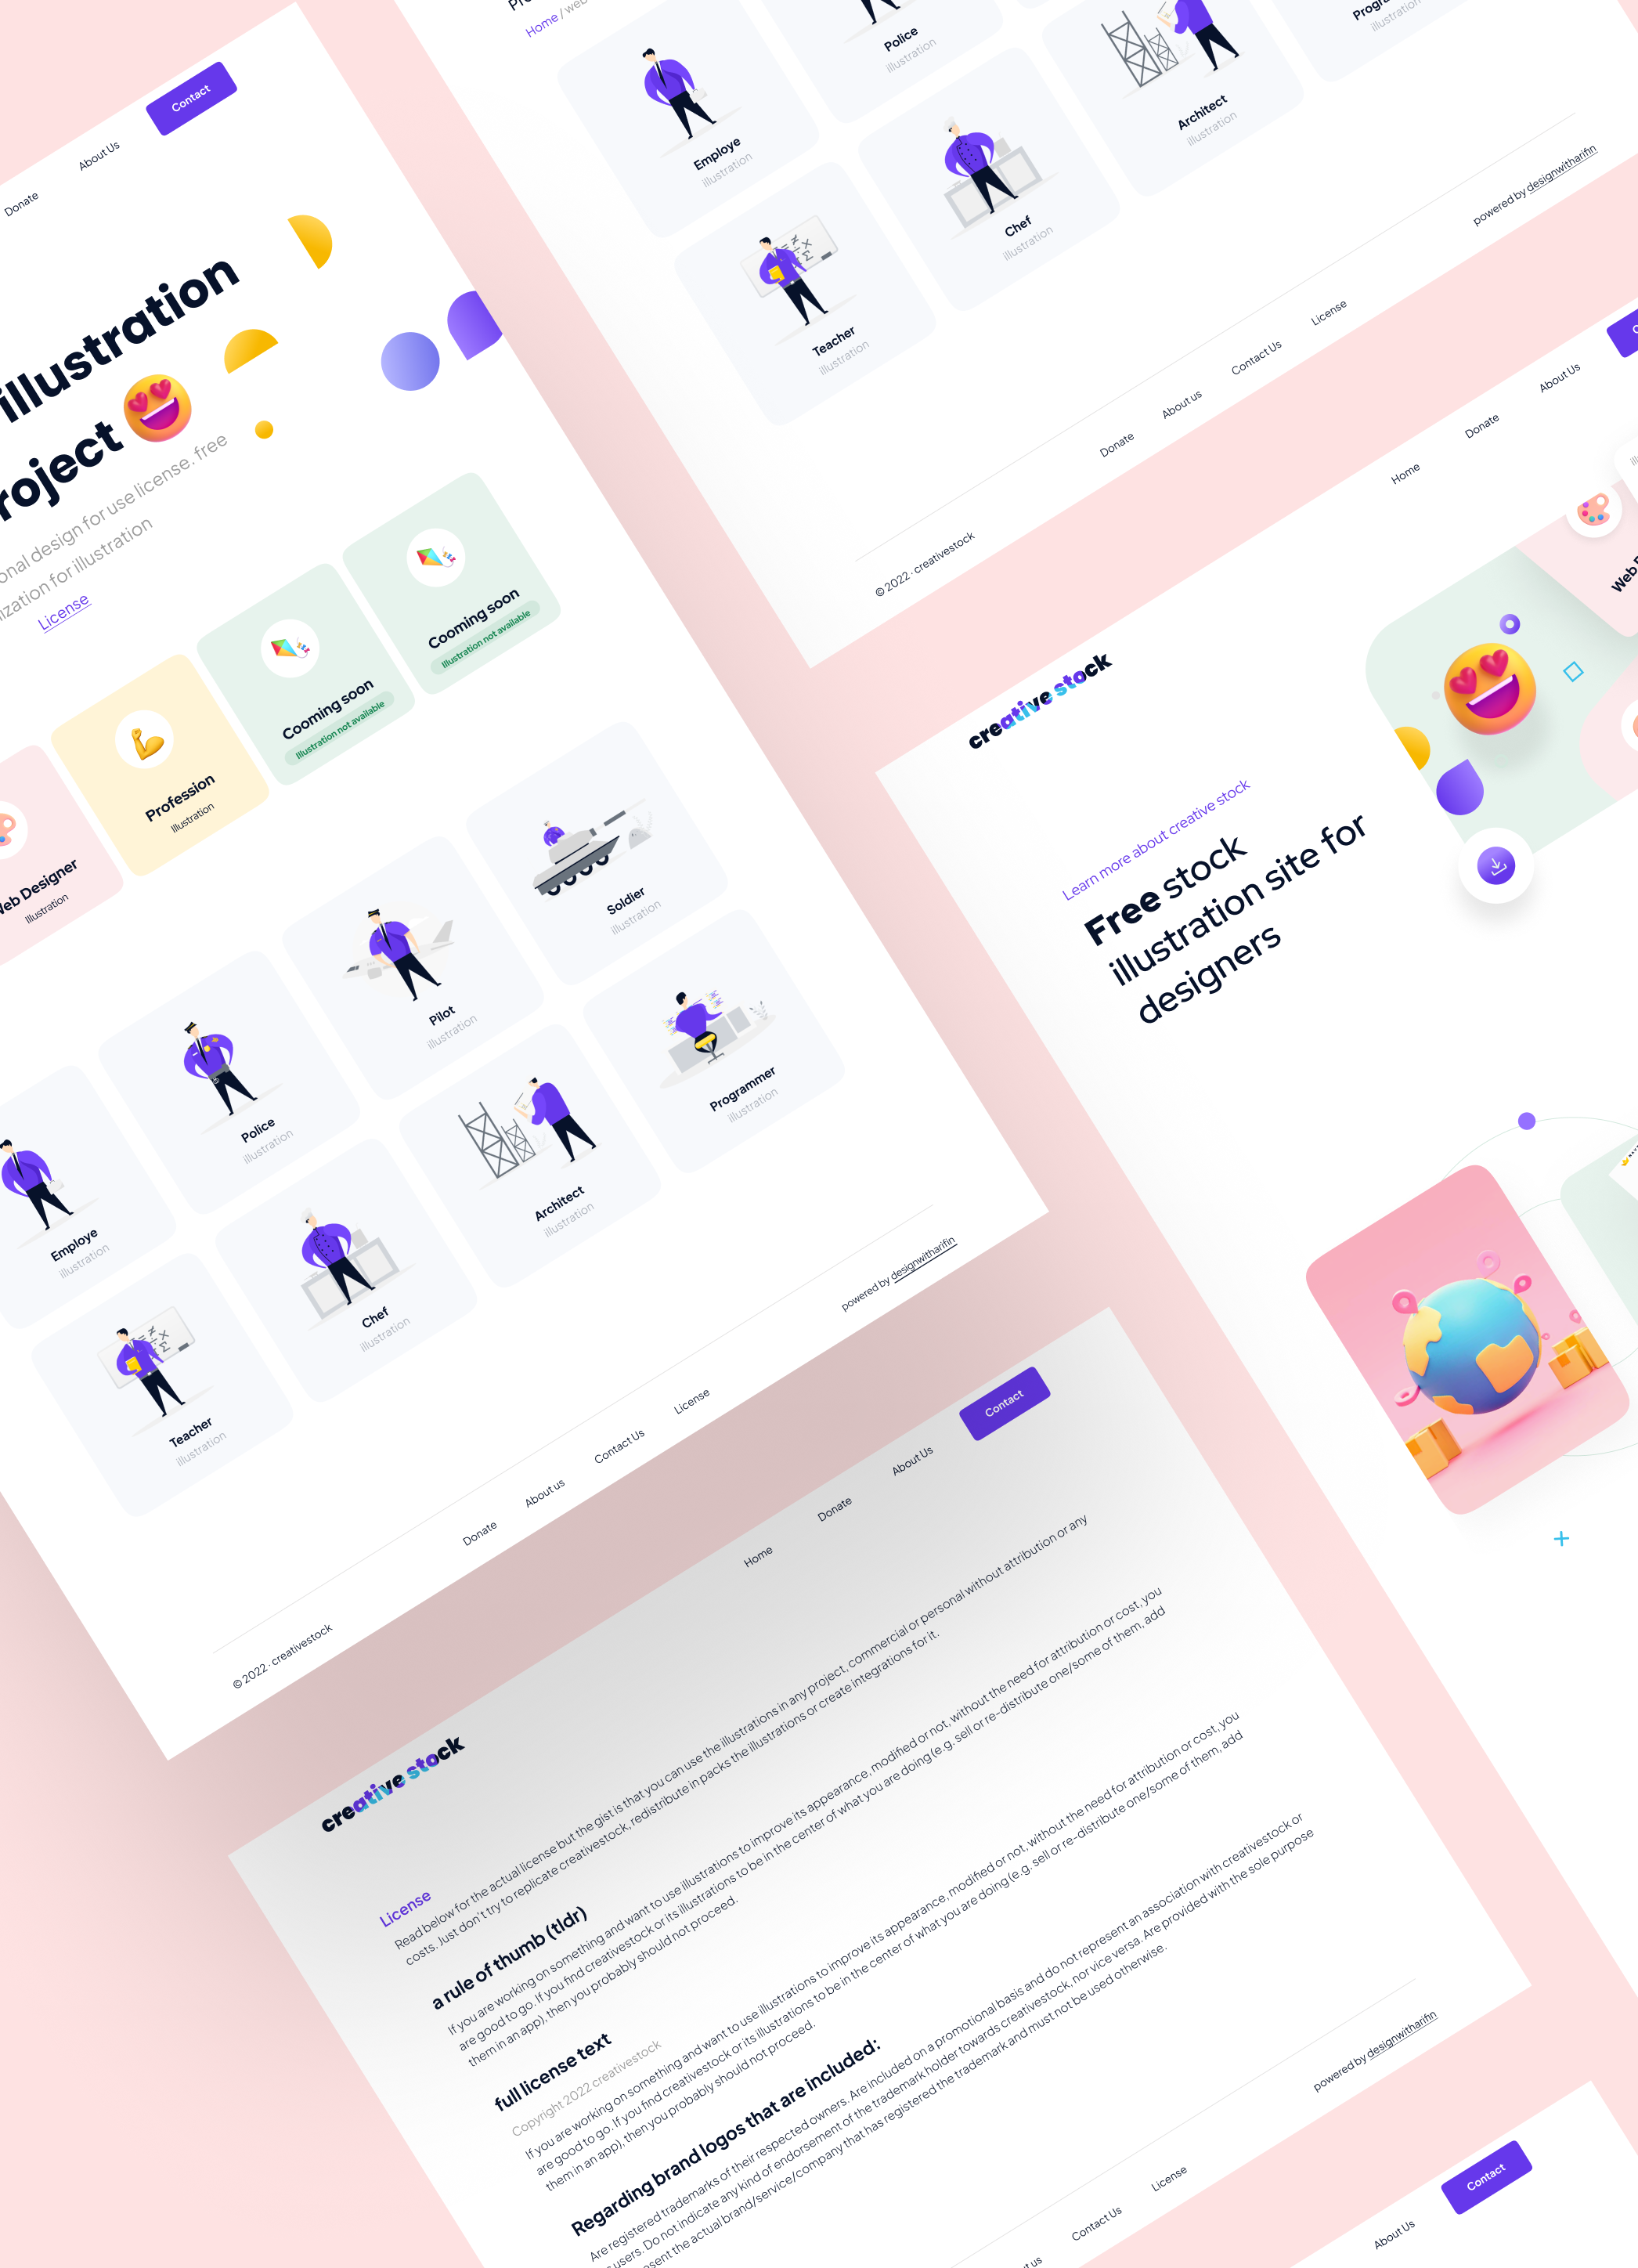 Contact
About Us
Donate
illustration
roject
onal design for use license. free
ization for illustration
License
Cooming soon
Illustration not available
Cooming soon
Illustration not available
Profession
Illustration
Web Designer
Illustration
Soldier
illustration
Pilot
illustration
Police
illustration
Employe
illustration
Programmer
illustration
Architect
illustration
Chef
illustration
Teacher
illustration
© 2022 · creativestock
Donate
About us
Contact Us
License
powered by designwitharifin
Home / web
Employe
illustration
Police
illustration
Teacher
illustration
Chef
illustration
Architect
illustration
illustration
© 2022 · creativestock
Donate
About us
Contact Us
License
powered by designwitharifin
creative stock
Home
Donate
About Us
Learn more about creative stock
Free stock
illustration site for
designers
creative stock
Home
Donate
About Us
Contact
License
Read below for the actual license but the gist is that you can use the illustrations in any project, commercial or personal without attribution or any
costs. Just don't try to replicate creativestock, redistribute in packs the illustrations or create integrations for it.
a rule of thumb (tldr)
If you are working on something and want to use illustrations to improve its appearance, modified or not, without the need for attribution or cost, you
are good to go. If you find creativestock or its illustrations to be in the center of what you are doing (e.g. sell or re-distribute one/some of them, add
them in an app), then you probably should not proceed.
full license text
Copyright 2022 creativestock
If you are working on something and want to use illustrations to improve its appearance, modified or not, without the need for attribution or cost, you
are good to go. If you find creativestock or its illustrations to be in the center of what you are doing (e.g. sell or re-distribute one/some of them, add
them in an app), then you probably should not proceed.
Regarding brand logos that are included:
Are registered trademarks of their respected owners. Are included on a promotional basis and do not represent an association with creativestock or
users. Do not indicate any kind of endorsement of the trademark holder towards creativestock, nor vice versa. Are provided with the sole purpose
esent the actual brand/service/company that has registered the trademark and must not be used otherwise.
Contact Us
License
powered by designwitharifin
About Us
Contact